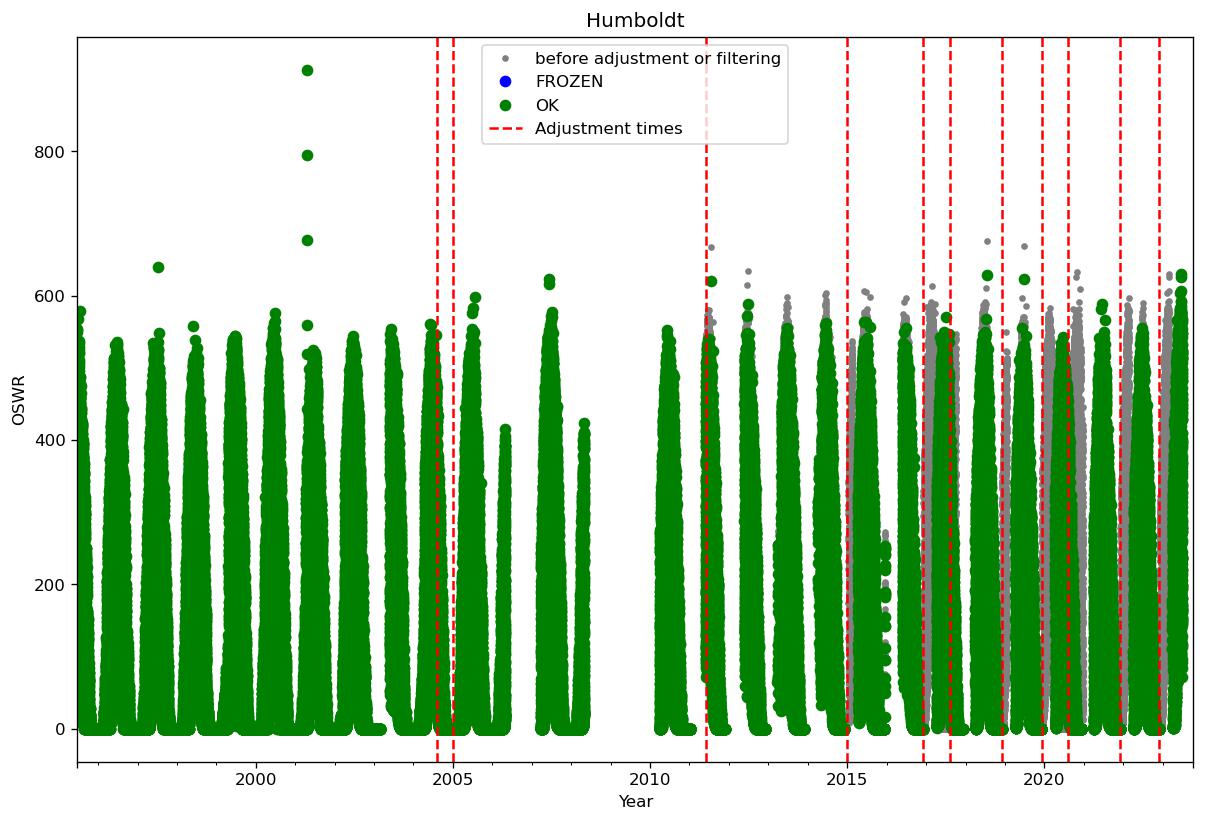 Humboldt
before adjustment or filtering
FROZEN
OK
Adjustment times
OSWR
800
600
400
200
0
2000 2005 2010 2015 2020
Year